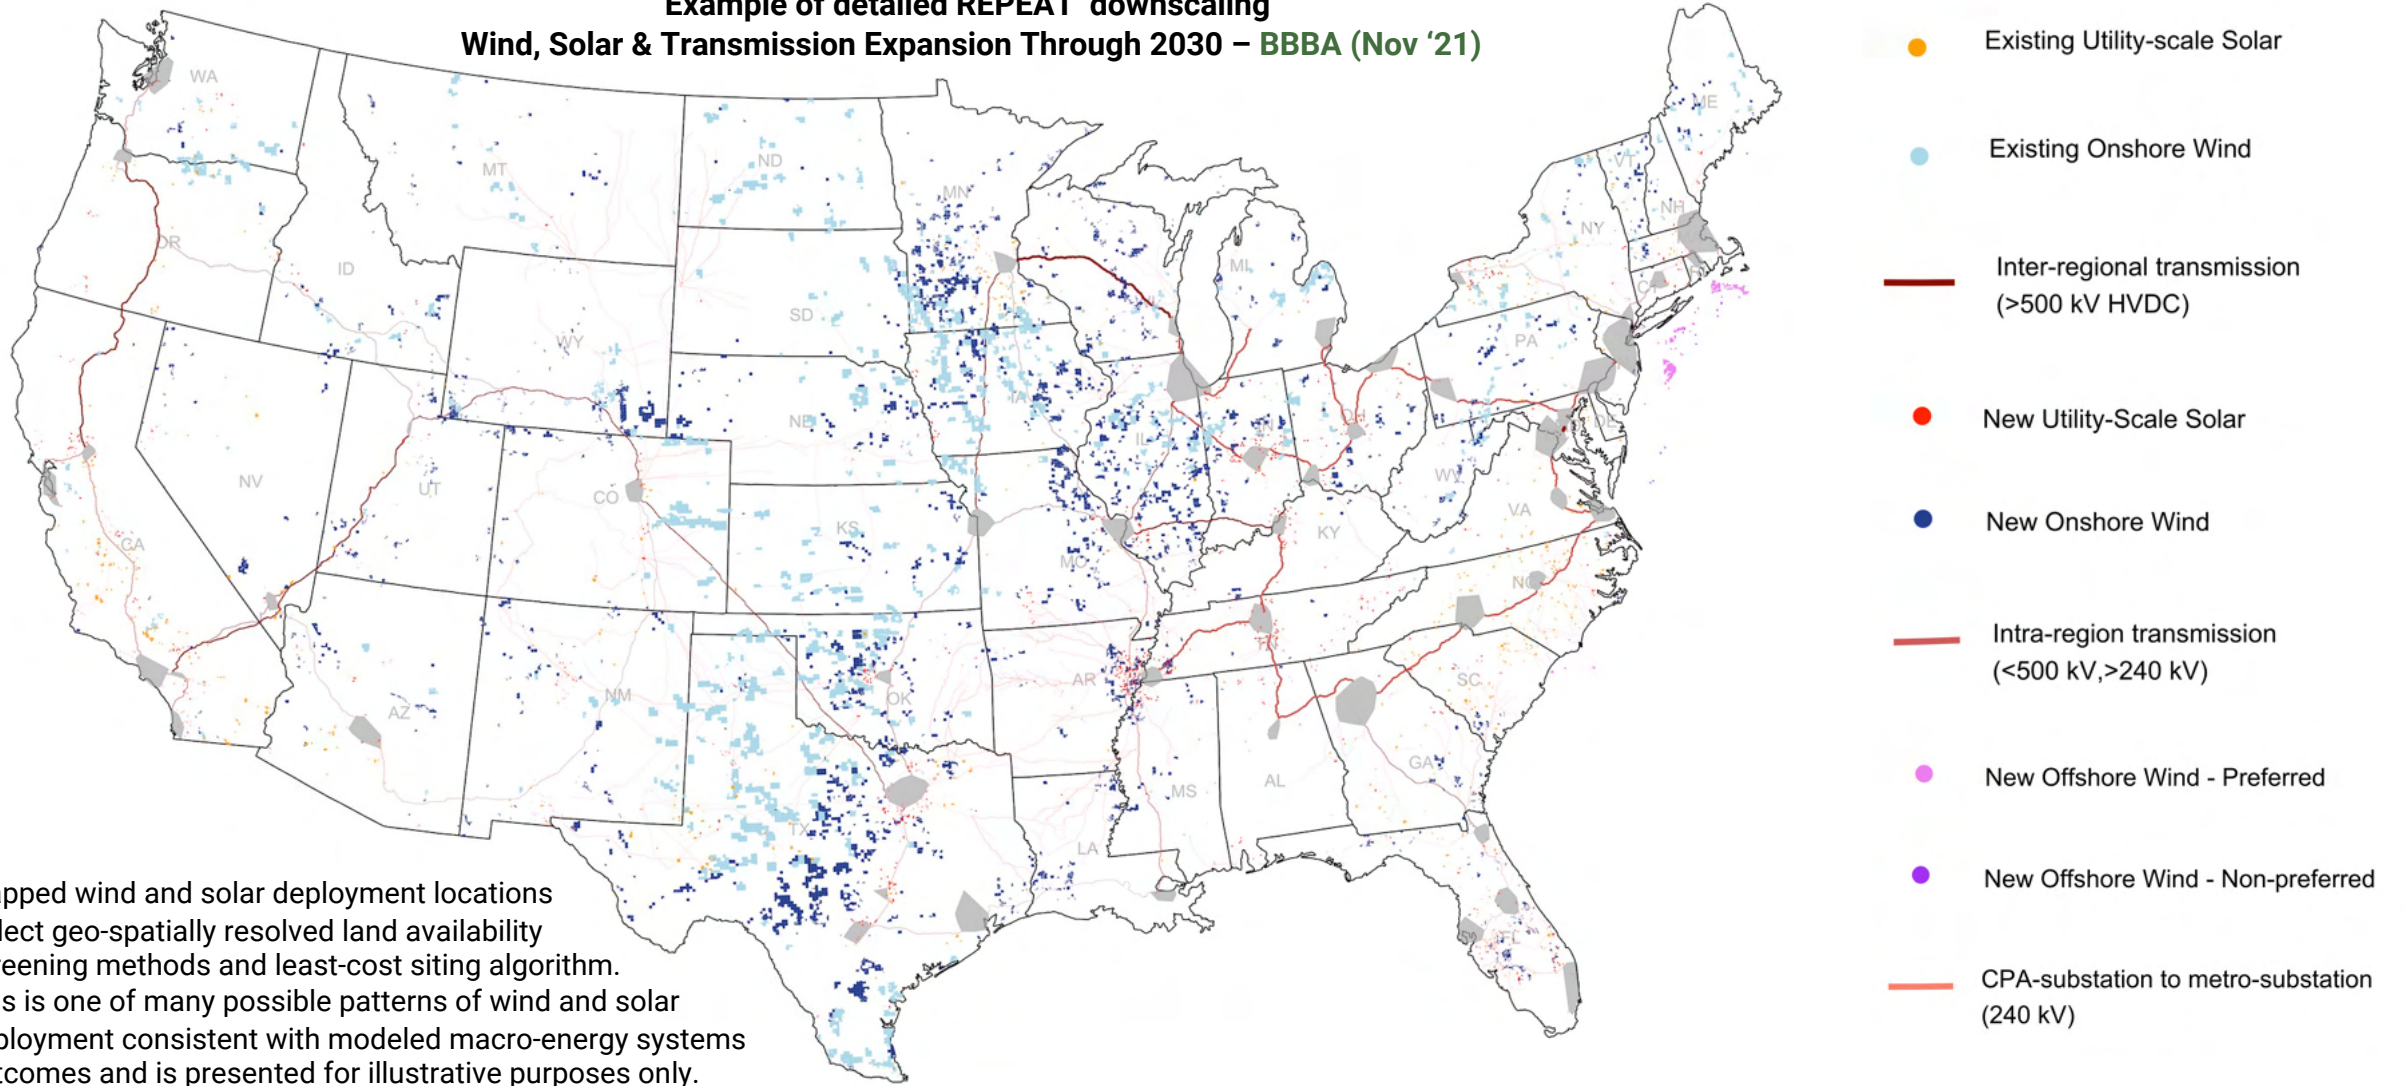 Example of detailed REPEAT downscaling
Wind, Solar & Transmission Expansion Through 2030 – BBBA (Nov ‘21)
Existing Utility-scale Solar
Existing Onshore Wind
Inter-regional transmission
(>500 kV HVDC)
New Utility-Scale Solar
New Onshore Wind
Intra-region transmission
(<500 kV,>240 kV)
New Offshore Wind - Preferred
New Offshore Wind - Non-preferred
CPA-substation to metro-substation
(240 kV)
WA
MT
ND
MN
ME
VT
NH
NY
OR
ID
MI
SD
WY
PA
CT
IA
NE
OH
IN
IL
DE
NV
UT
CO
KS
MO
WV
VA
KY
CA
NC
TN
NM
AZ
OK
AR
SC
MS
AL
GA
TX
LA
FL
wind and solar deployment locations
geo-spatially resolved land availability
methods and least-cost siting algorithm.
is one of many possible patterns of wind and solar
consistent with modeled macro-energy systems
and is presented for illustrative purposes only.